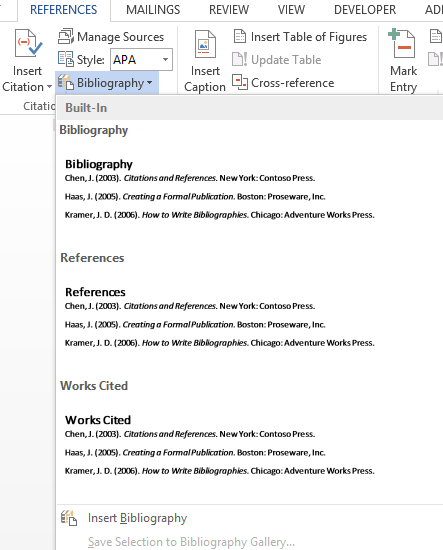 REFERENCES MAILINGS REVIEW VIEW DEVELOPER
Manage Sources Insert Table of Figures
Style: APA Update Table
Insert Citation Bibliography Insert Caption Cross-reference Mark Entry
Built-In
Bibliography
Bibliography
Chen, J. (2003). Citations and References. New York: Contoso Press.
Haas, J. (2005). Creating a Formal Publication. Boston: Proseware, Inc.
Kramer, J. D. (2006). How to Write Bibliographies. Chicago: Adventure Works Press.
References
References
Chen, J. (2003). Citations and References. New York: Contoso Press.
Haas, J. (2005). Creating a Formal Publication. Boston: Proseware, Inc.
Kramer, J. D. (2006). How to Write Bibliographies. Chicago: Adventure Works Press.
Works Cited
Works Cited
Chen, J. (2003). Citations and References. New York: Contoso Press.
Haas, J. (2005). Creating a Formal Publication. Boston: Proseware, Inc.
Kramer, J. D. (2006). How to Write Bibliographies. Chicago: Adventure Works Press.
Insert Bibliography
Save Selection to Bibliography Gallery...